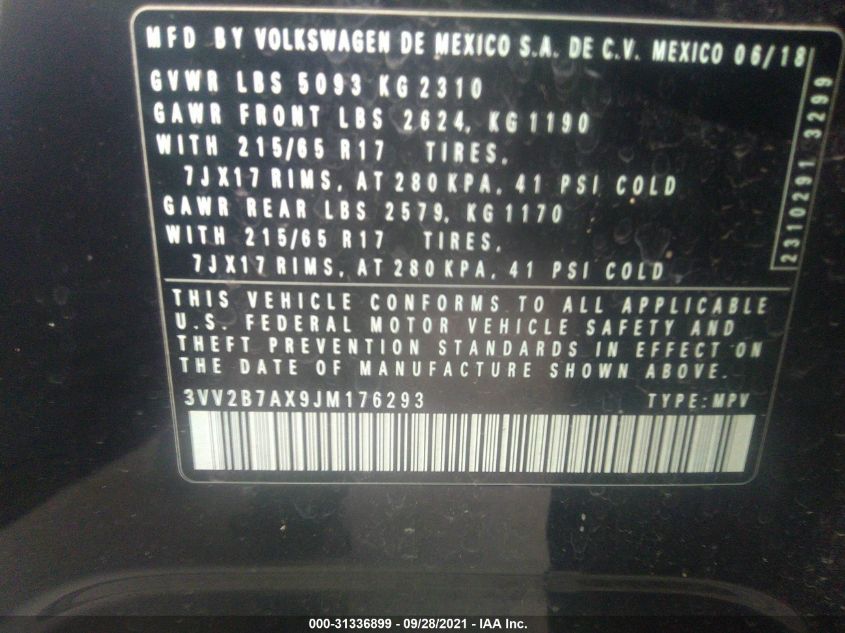 MFD BY VOLKSWAGEN DE MEXICO S.A. DE C.V. MEXICO 06/18
GVWR LBS 5093 KG 2310
GAWR FRONT LBS 2624, KG 1190
WITH 215/65 R17 TIRES,
7JX17 RIMS, AT 280 KPA, 41 PSI COLD
GAWR REAR LBS 2579, KG 1170
WITH 215/65 R17 TIRES,
7JX17 RIMS, AT 280 KPA, 41 PSI COLD
2310291 3299
THIS VEHICLE CONFORMS TO ALL APPLICABLE
U.S. FEDERAL MOTOR VEHICLE SAFETY AND
THEFT PREVENTION STANDARDS IN EFFECT ON
THE DATE OF MANUFACTURE SHOWN ABOVE.
3VV2B7AX9JM176293 TYPE: MPV
000-31336899 - 09/28/2021 - IAA Inc.